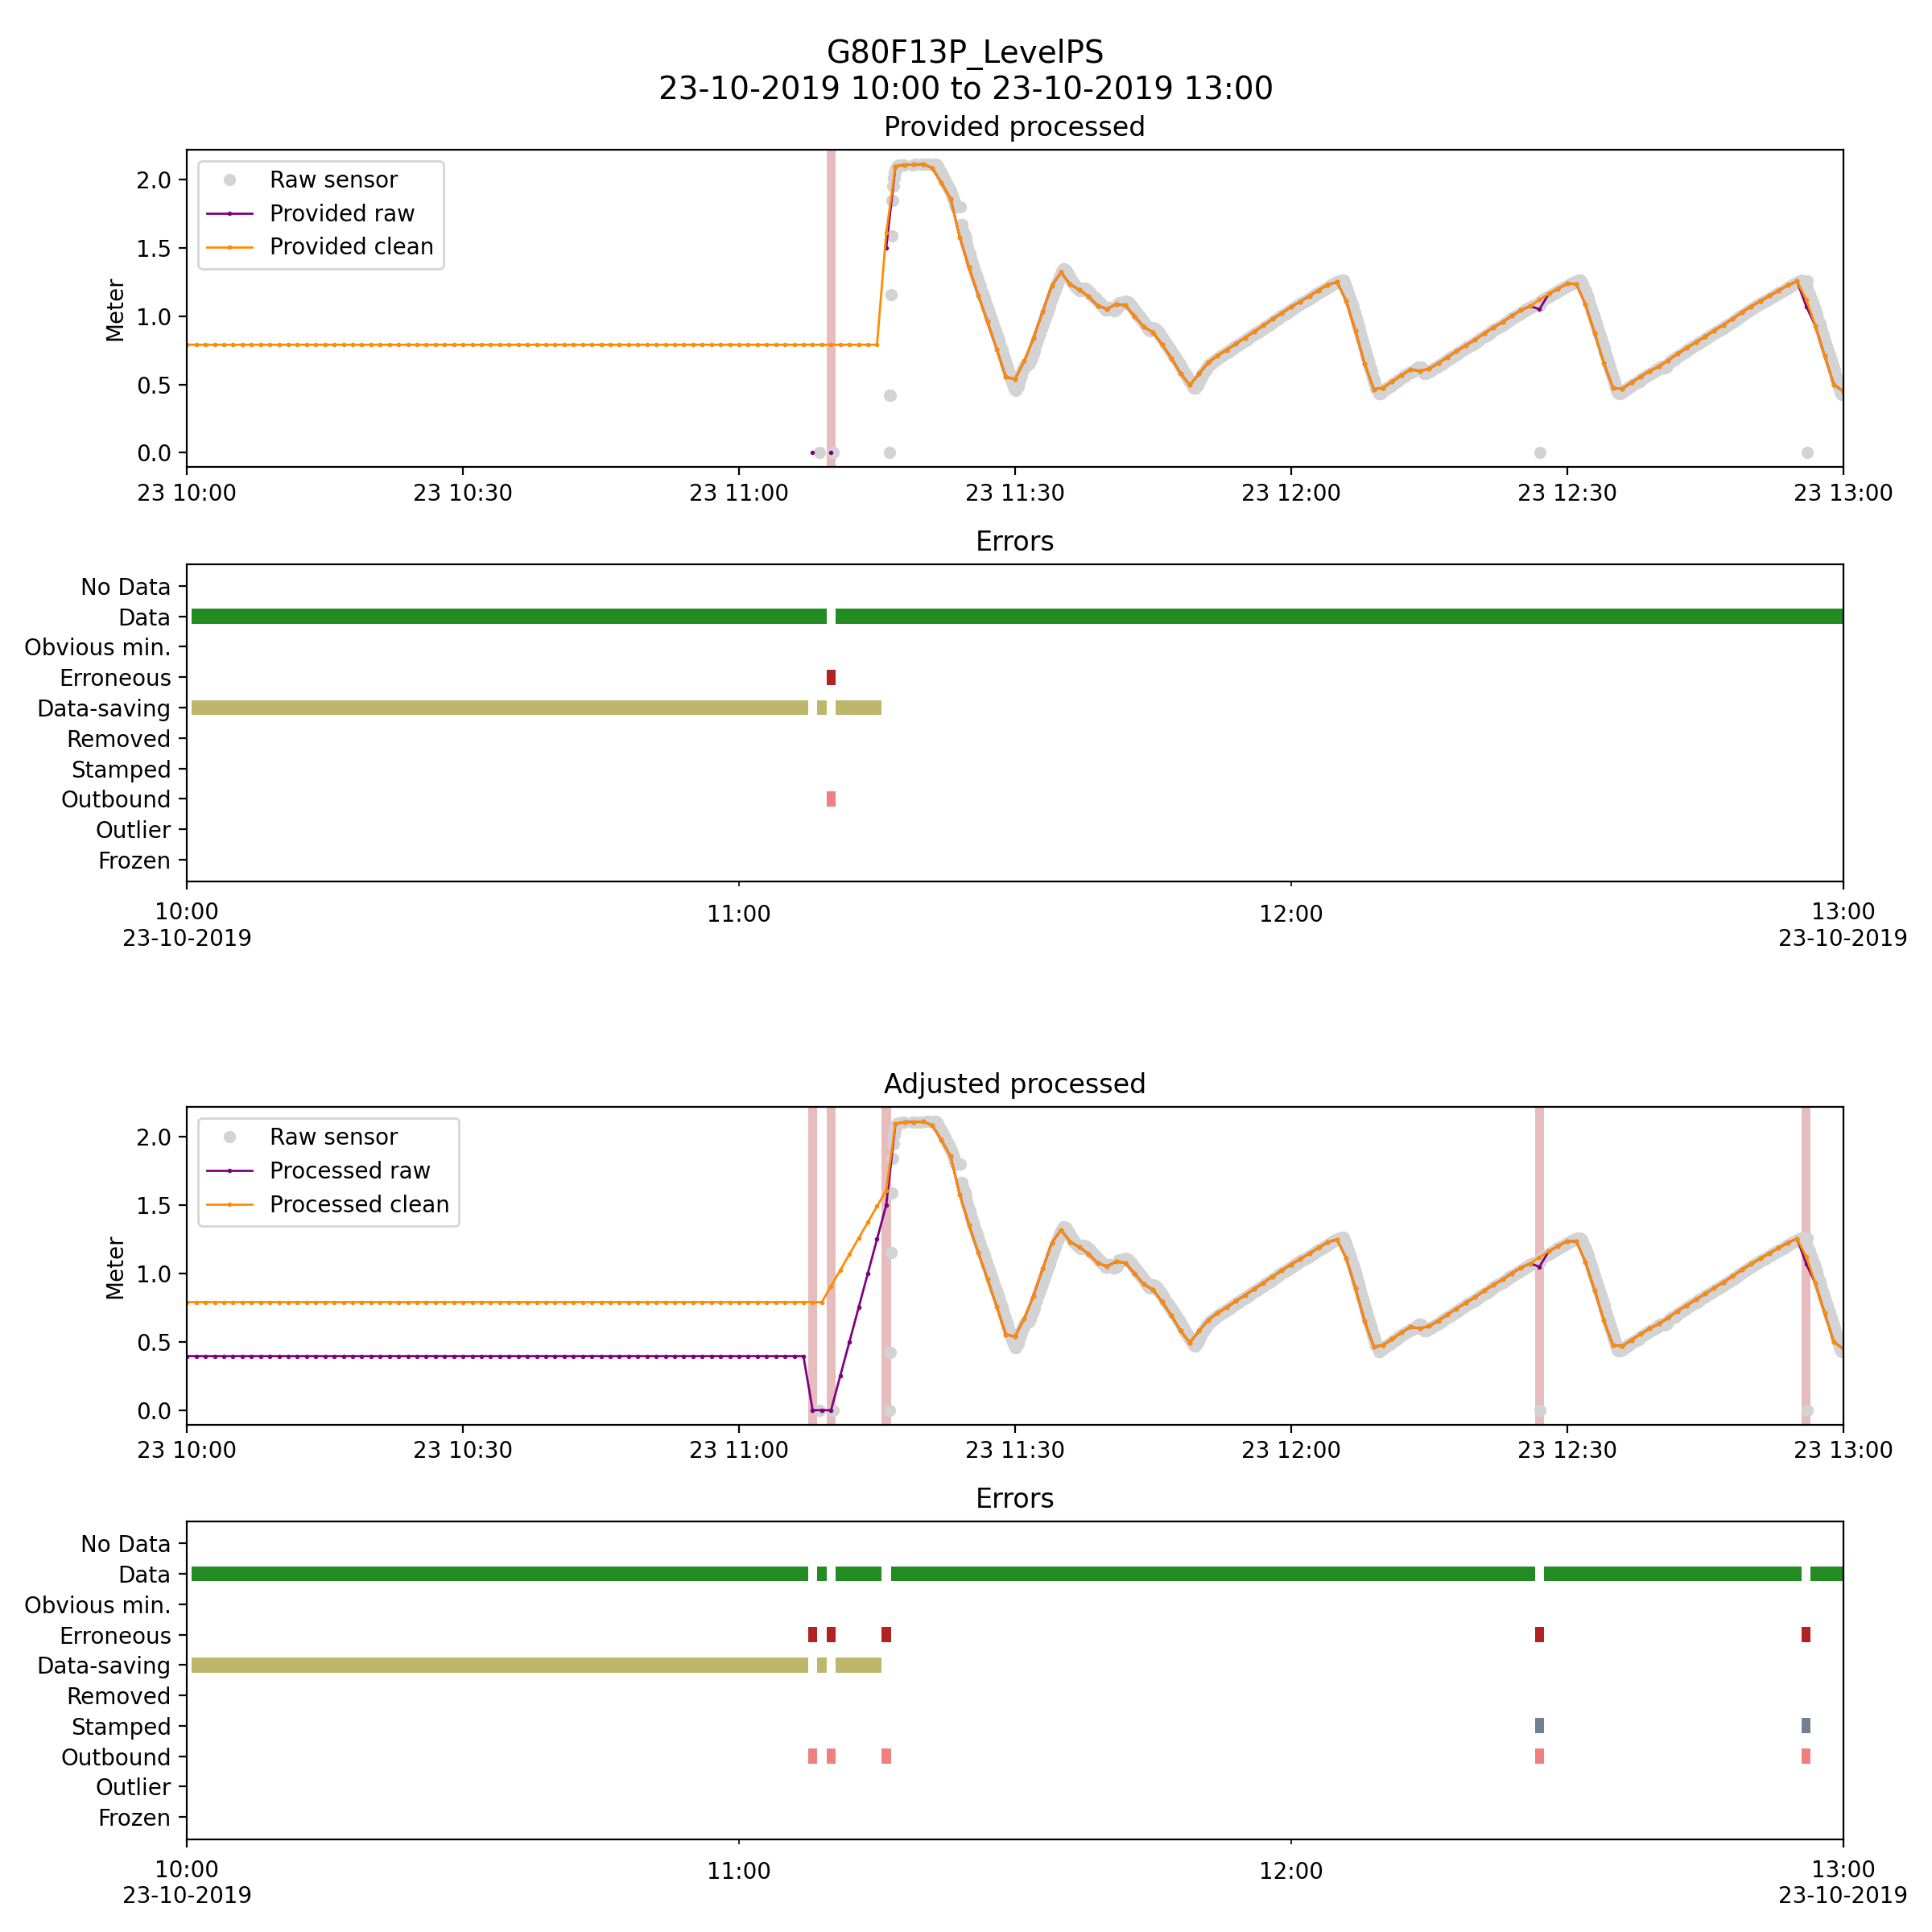 G80F13P_LevelPS
23-10-2019 10:00 to 23-10-2019 13:00
Provided processed
Raw sensor
Provided raw
Provided clean
Meter
2.0
1.5
1.0
0.5
0.0
23 10:00 23 10:30 23 11:00 23 11:30 23 12:00 23 12:30 23 13:00
Errors
No Data
Data
Obvious min.
Erroneous
Data-saving
Removed
Stamped
Outbound
Outlier
Frozen
10:00 11:00 12:00 13:00
23-10-2019 23-10-2019
Adjusted processed
Raw sensor
Processed raw
Processed clean
Meter
2.0
1.5
1.0
0.5
0.0
23 10:00 23 10:30 23 11:00 23 11:30 23 12:00 23 12:30 23 13:00
Errors
No Data
Data
Obvious min.
Erroneous
Data-saving
Removed
Stamped
Outbound
Outlier
Frozen
10:00 11:00 12:00 13:00
23-10-2019 23-10-2019